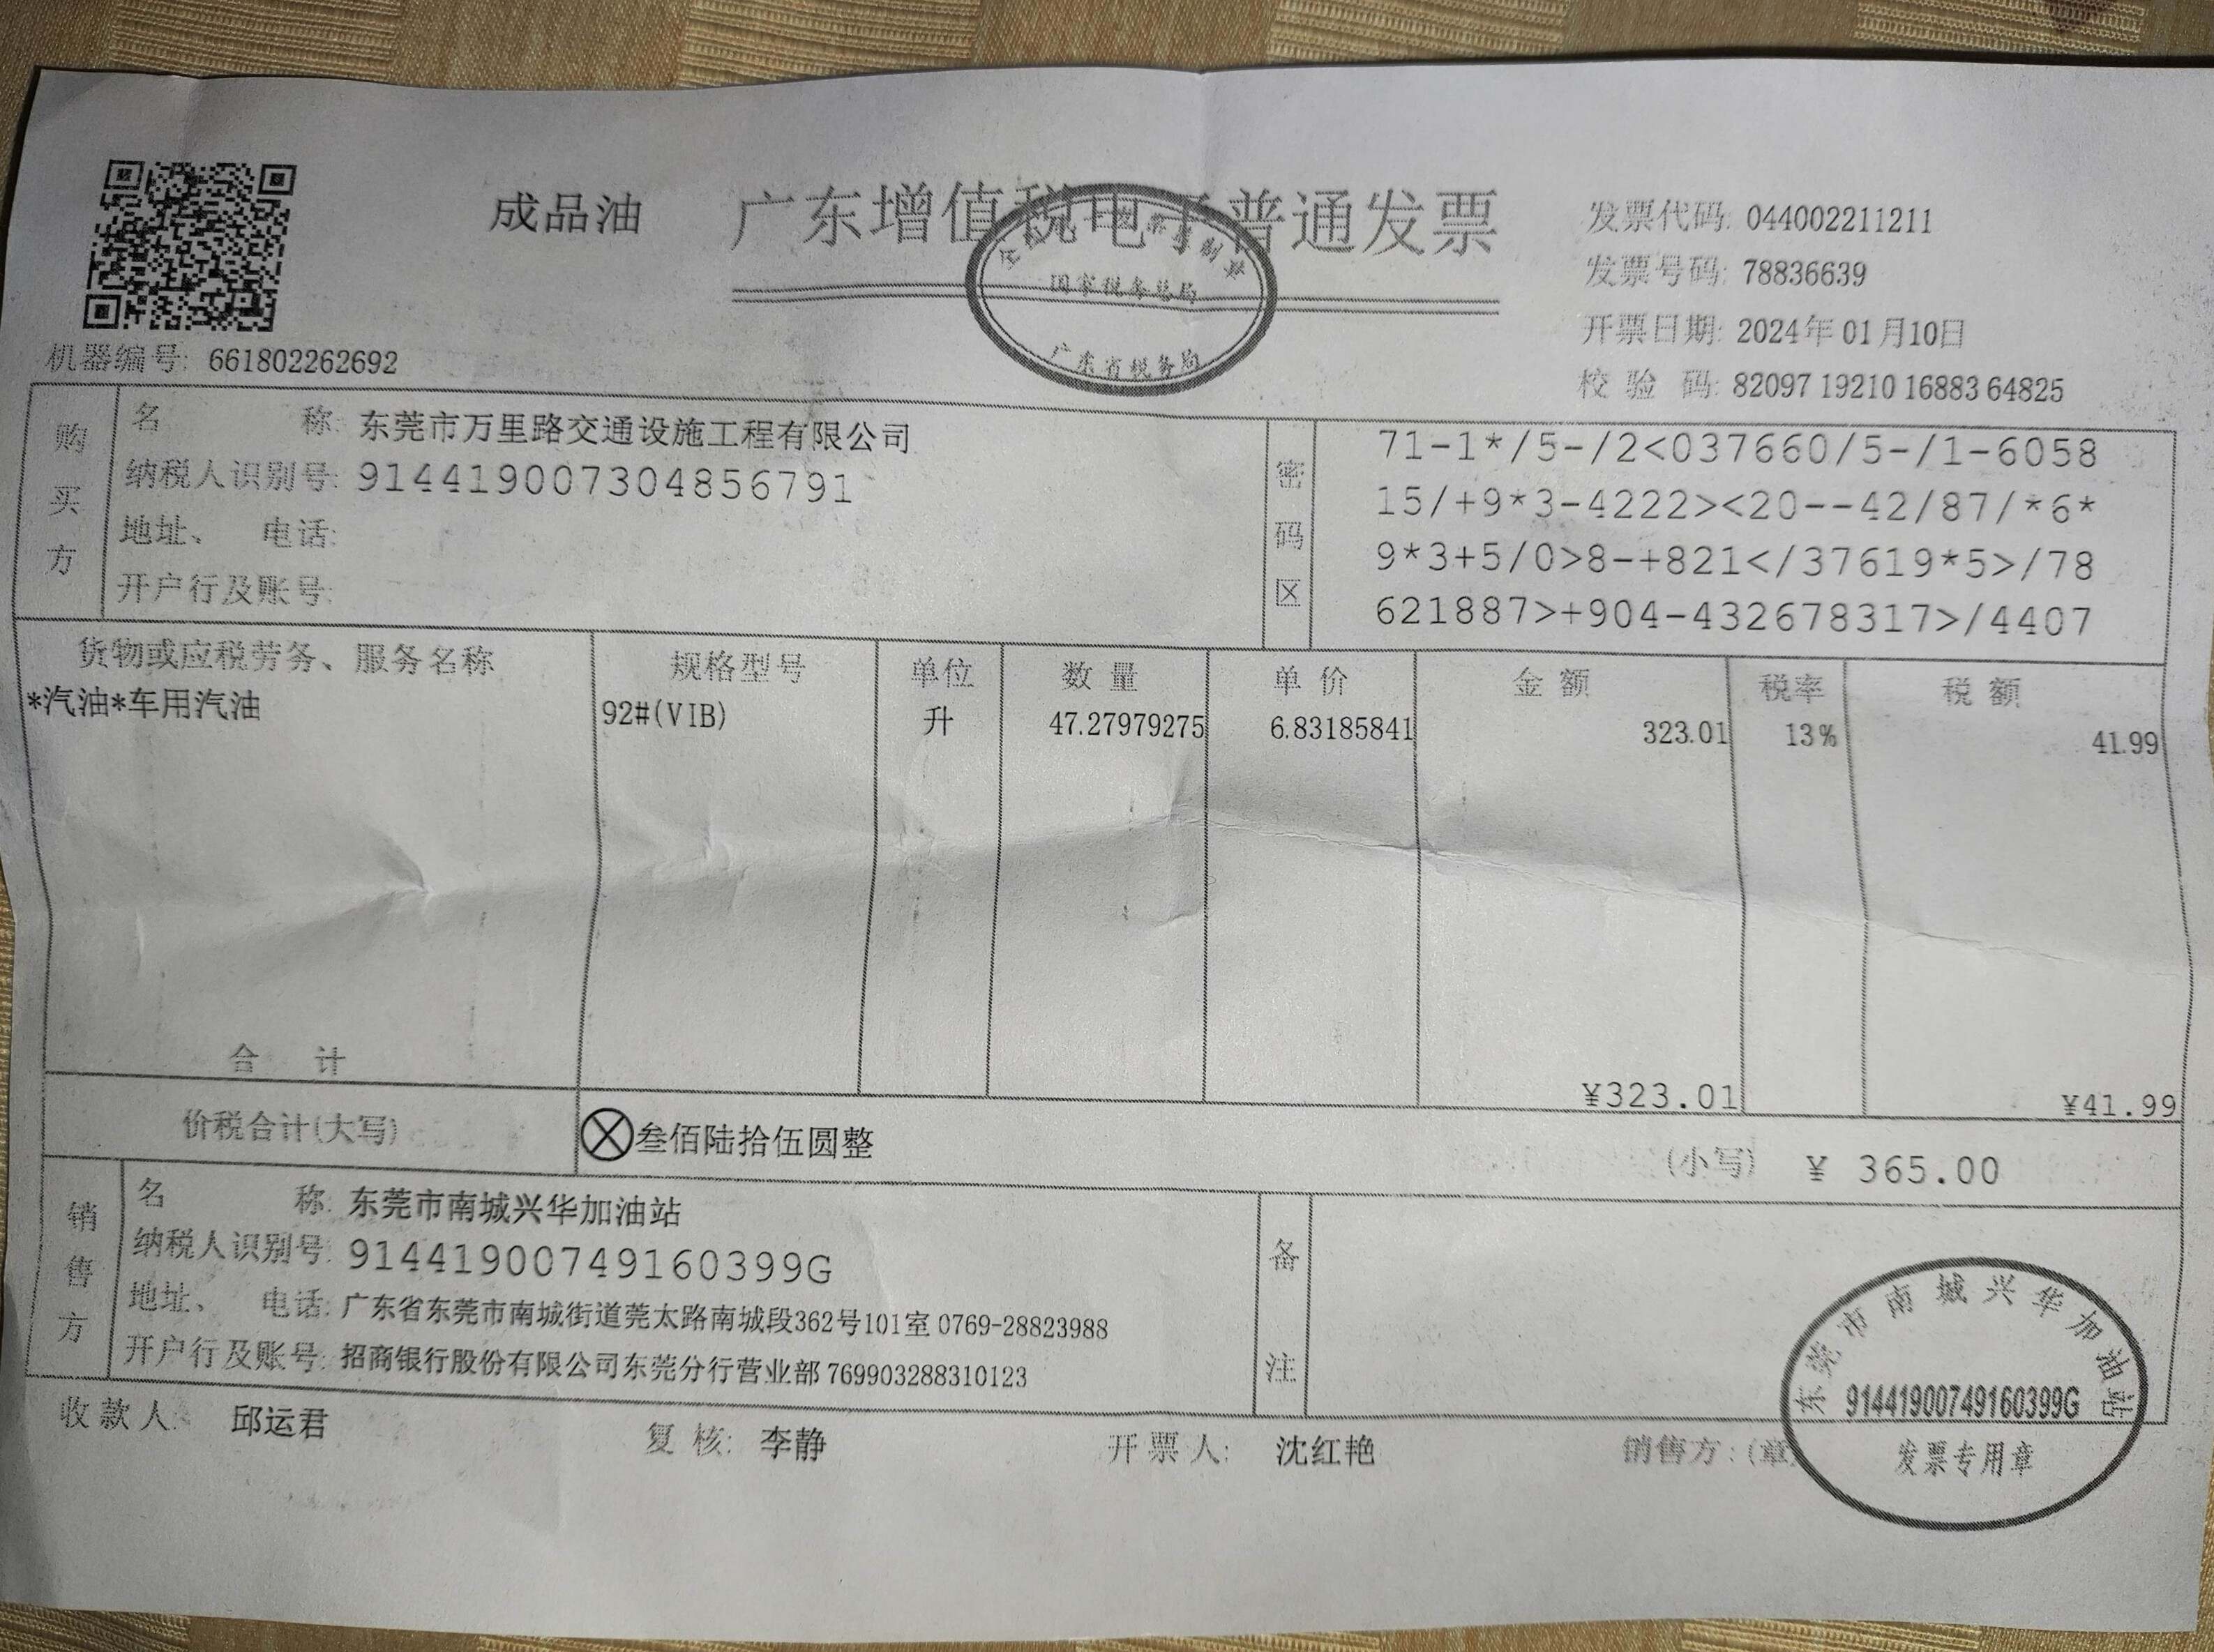 成品油 广东增值税电子普通发票
国家税务总局
广东省税务局
发票代码: 044002211211
发票号码: 78836639
开票日期: 2024年01月10日
校验码: 82097 19210 16883 64825
机器编号: 661802262692
购买方
名称: 东莞市万里路交通设施工程有限公司
纳税人识别号: 914419007304856791
地址、电话:
开户行及账号:
密码区
71-1*/5-/2<037660/5-/1-6058
15/+9*3-4222><20--42/87/*6*
9*3+5/0>8-+821</37619*5>/78
621887>+904-432678317>/4407
货物或应税劳务、服务名称 规格型号 单位 数量 单价 金额 税率 税额
*汽油*车用汽油 92#(VIB) 升 47.27979275 6.83185841 323.01 13% 41.99
合计 ¥323.01 ¥41.99
价税合计(大写) 叁佰陆拾伍圆整 (小写) ¥ 365.00
销售方
名称: 东莞市南城兴华加油站
纳税人识别号: 91441900749160399G
地址、电话: 广东省东莞市南城街道莞太路南城段362号101室 0769-28823988
开户行及账号: 招商银行股份有限公司东莞分行营业部 769903288310123
备注
收款人: 邱运君 复核: 李静 开票人: 沈红艳 销售方:(章)
东莞市南城兴华加油站
91441900749160399G
发票专用章